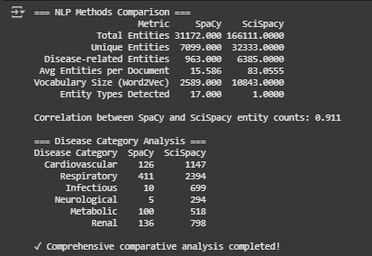 === NLP Methods Comparison ===
Metric SpaCy SciSpacy
Total Entities 31172.000 166111.0000
Unique Entities 7099.000 32333.0000
Disease-related Entities 963.000 6385.0000
Avg Entities per Document 15.586 83.0555
Vocabulary Size (Word2Vec) 2589.000 10843.0000
Entity Types Detected 17.000 1.0000
Correlation between SpaCy and SciSpacy entity counts: 0.911
=== Disease Category Analysis ===
Disease Category SpaCy SciSpacy
Cardiovascular 126 1147
Respiratory 411 2394
Infectious 10 699
Neurological 5 294
Metabolic 100 518
Renal 136 798
✓ Comprehensive comparative analysis completed!